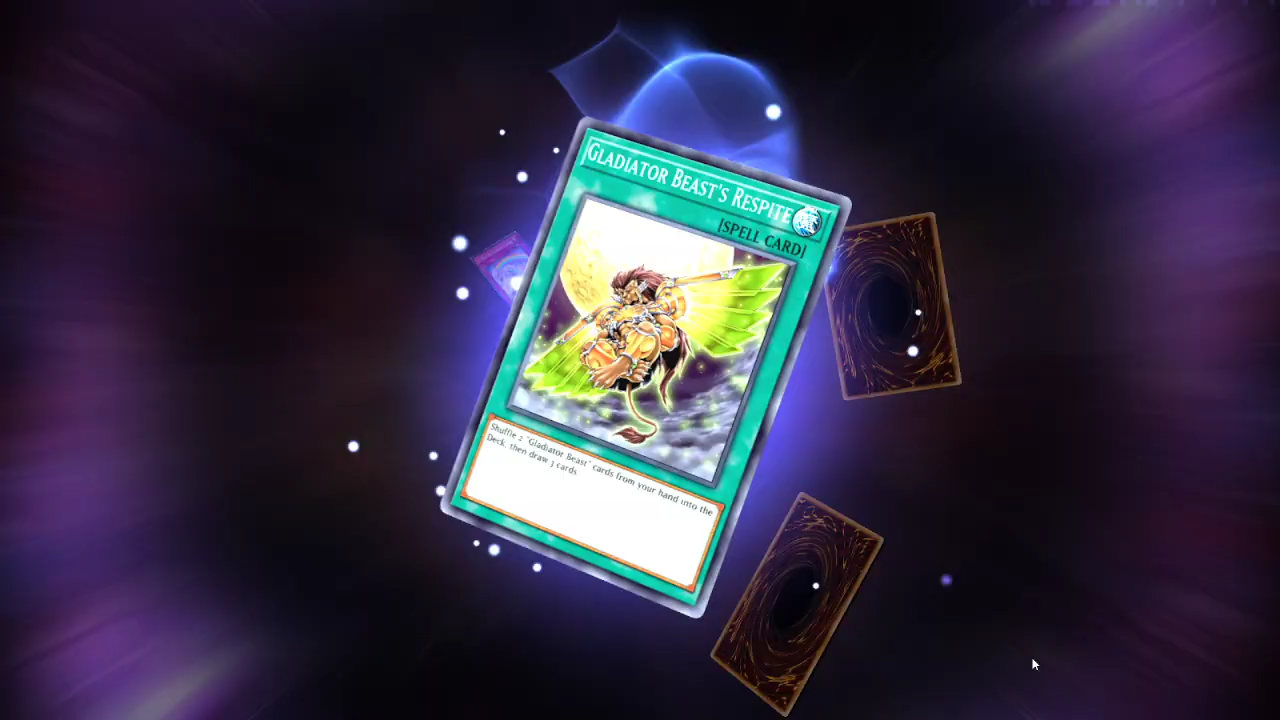 GLADIATOR BEAST'S RESPITE
[SPELL CARD]
Shuffle 2 "Gladiator Beast" cards from your hand into the
Deck, then draw 3 cards.